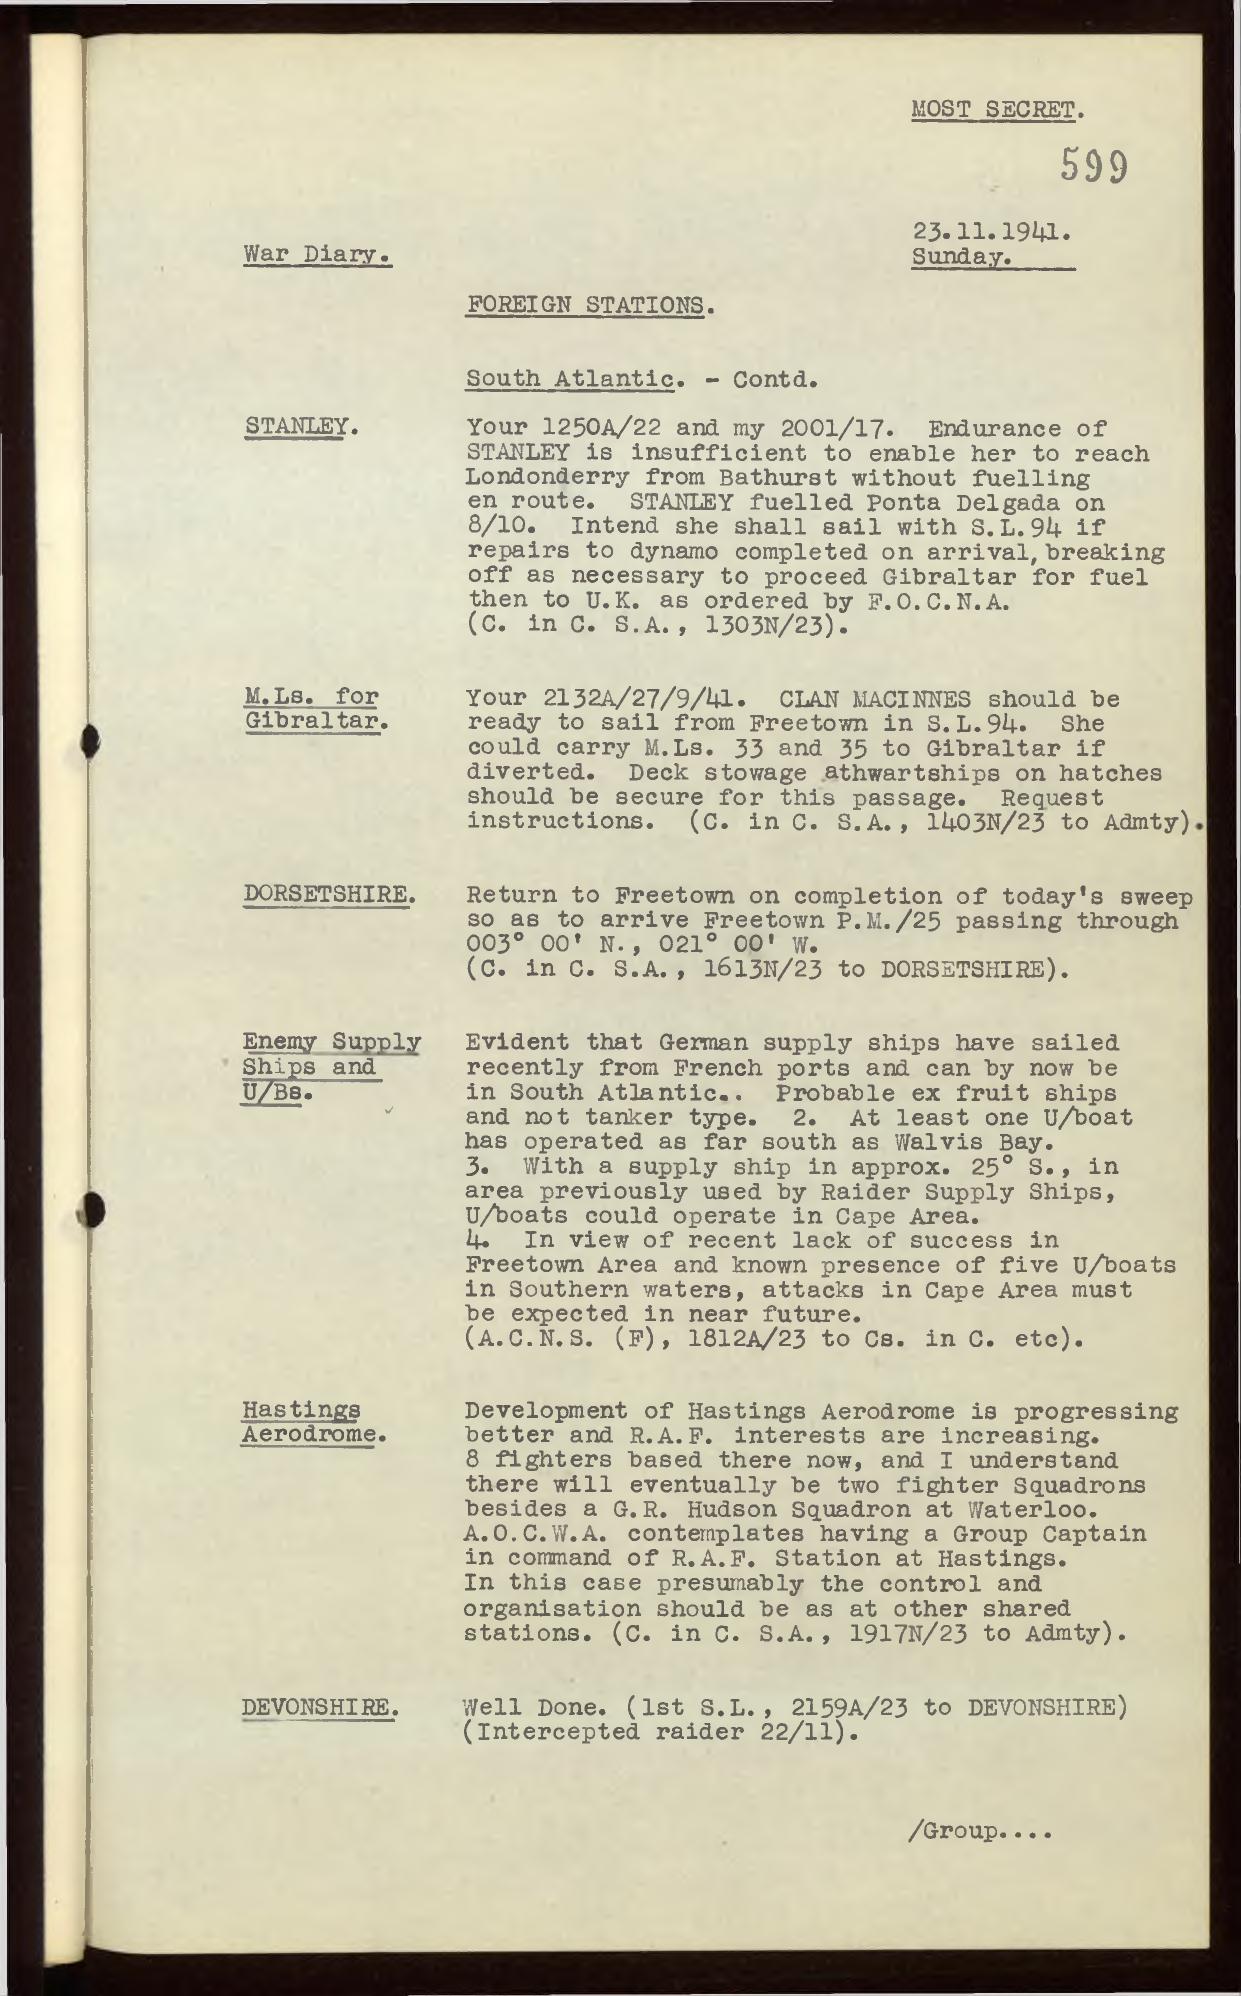 MOST SECRET.
599
23.11.1941.
War Diary.
Sunday.
FOREIGN STATIONS.
South Atlantic. - Contd.
STANLEY.
Your 1250A/22 and my 2001/17. Endurance of
STANLEY is insufficient to enable her to reach
Londonderry from Bathurst without fuelling
en route. STANLEY fuelled Ponta Delgada on
8/10. Intend she shall sail with S.L.94 if
repairs to dynamo completed on arrival, breaking
off as necessary to proceed Gibraltar for fuel
then to U.K. as ordered by F.O.C.N.A.
(C. in C. S.A., 1303N/23).
M.Ls. for
Gibraltar.
Your 2132A/27/9/41. CLAN MACINNES should be
ready to sail from Freetown in S.L.94. She
could carry M.Ls. 33 and 35 to Gibraltar if
diverted. Deck stowage athwartships on hatches
should be secure for this passage. Request
instructions. (C. in C. S.A., 1403N/23 to Admty).
DORSETSHIRE.
Return to Freetown on completion of today's sweep
so as to arrive Freetown P.M./25 passing through
003° 00' N., 021° 00' W.
(C. in C. S.A., 1613N/23 to DORSETSHIRE).
Enemy Supply
Ships and
U/Bs.
Evident that German supply ships have sailed
recently from French ports and can by now be
in South Atlantic.. Probable ex fruit ships
and not tanker type. 2. At least one U/boat
has operated as far south as Walvis Bay.
3. With a supply ship in approx. 25° S., in
area previously used by Raider Supply Ships,
U/boats could operate in Cape Area.
4. In view of recent lack of success in
Freetown Area and known presence of five U/boats
in Southern waters, attacks in Cape Area must
be expected in near future.
(A.C.N.S. (F), 1812A/23 to Cs. in C. etc).
Hastings
Aerodrome.
Development of Hastings Aerodrome is progressing
better and R.A.F. interests are increasing.
8 fighters based there now, and I understand
there will eventually be two fighter Squadrons
besides a G.R. Hudson Squadron at Waterloo.
A.O.C.W.A. contemplates having a Group Captain
in command of R.A.F. Station at Hastings.
In this case presumably the control and
organisation should be as at other shared
stations. (C. in C. S.A., 1917N/23 to Admty).
DEVONSHIRE.
Well Done. (1st S.L., 2159A/23 to DEVONSHIRE)
(Intercepted raider 22/11).
/Group....